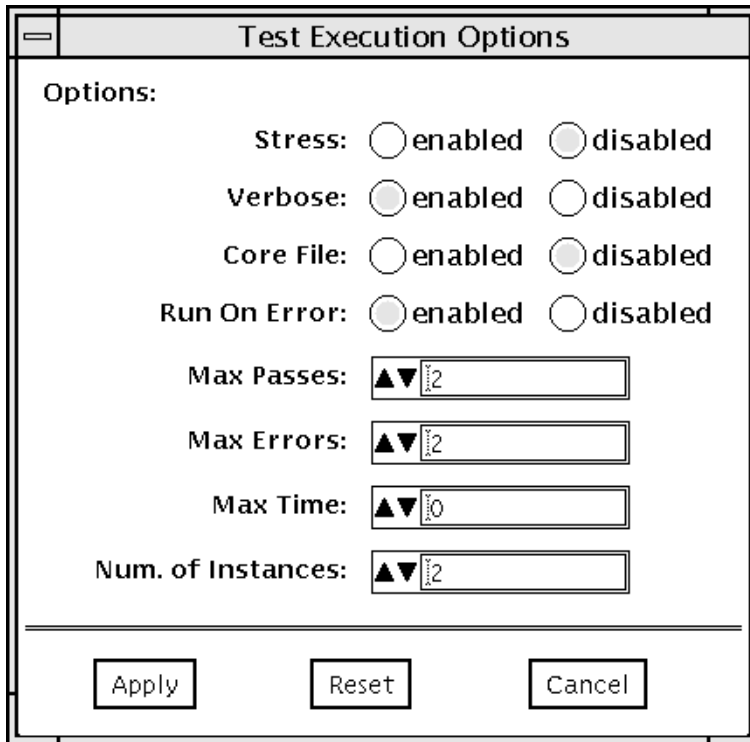 Test Execution Options
Options:
Stress: enabled disabled
Verbose: enabled disabled
Core File: enabled disabled
Run On Error: enabled disabled
Max Passes: 2
Max Errors: 2
Max Time: 0
Num. of Instances: 2
Apply Reset Cancel